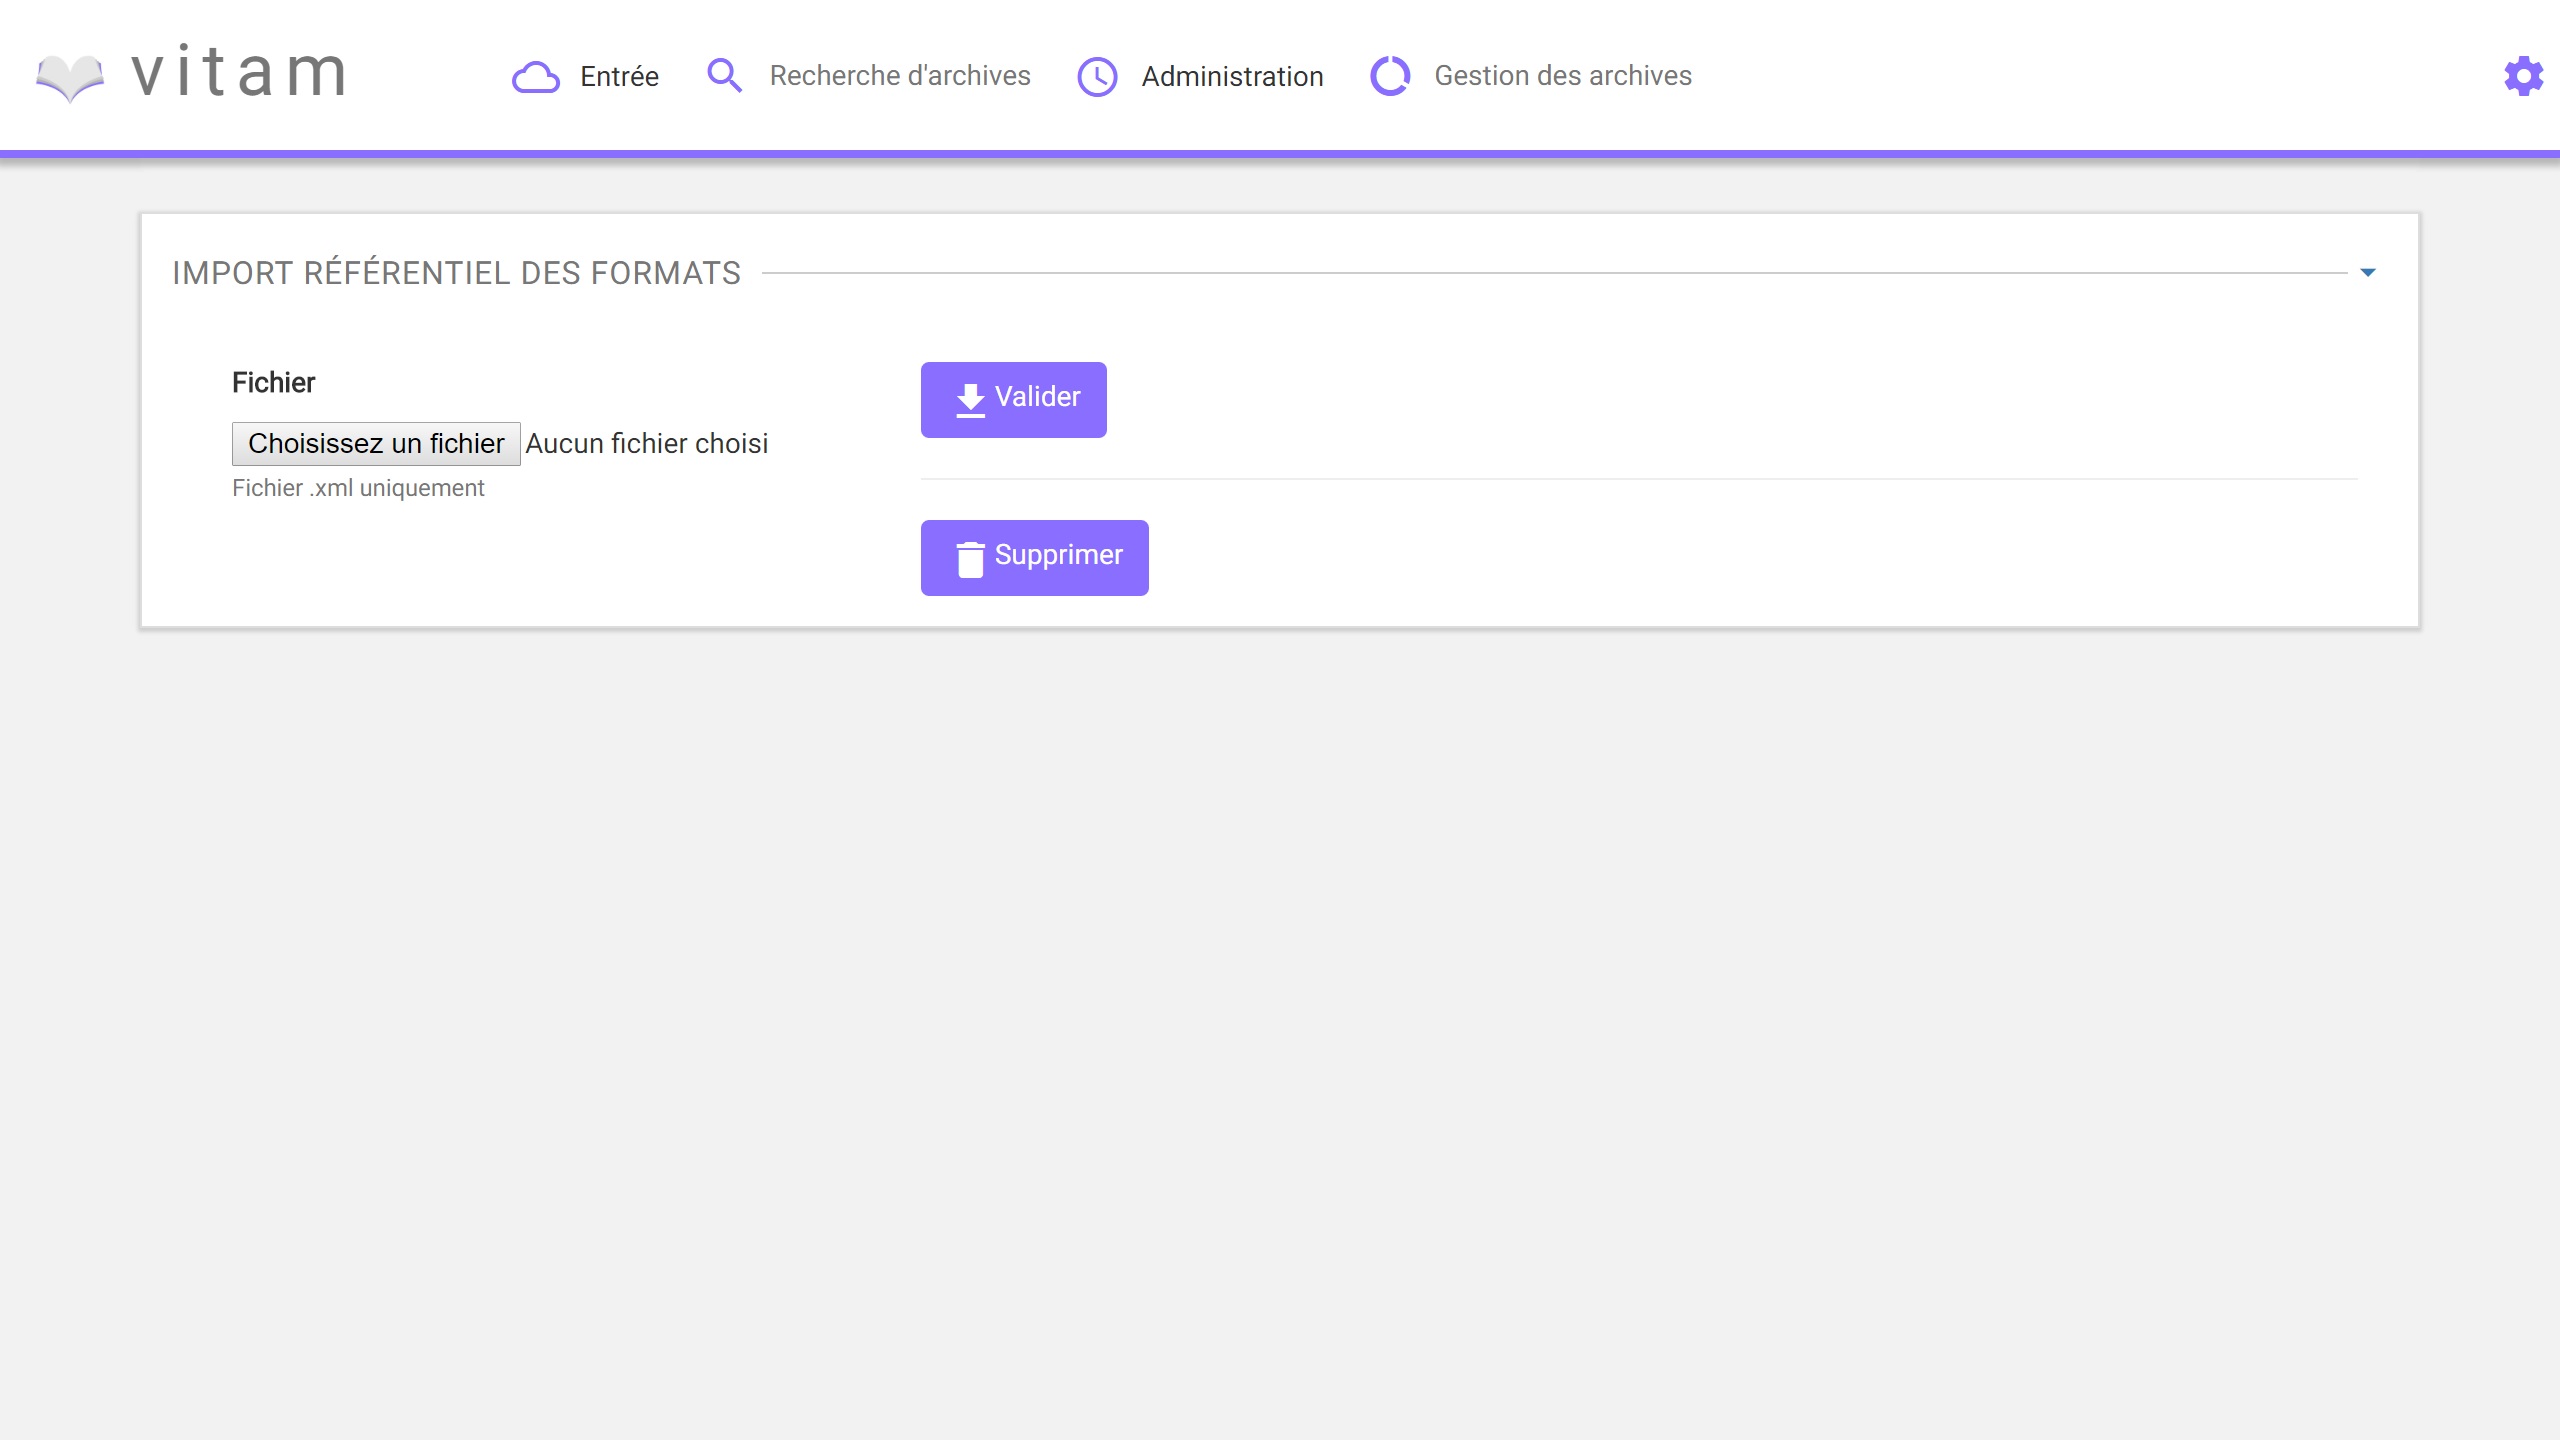 vitam
Entrée
Recherche d'archives
Administration
Gestion des archives
IMPORT RÉFÉRENTIEL DES FORMATS
Fichier
Choisissez un fichier Aucun fichier choisi
Fichier .xml uniquement
Valider
Supprimer